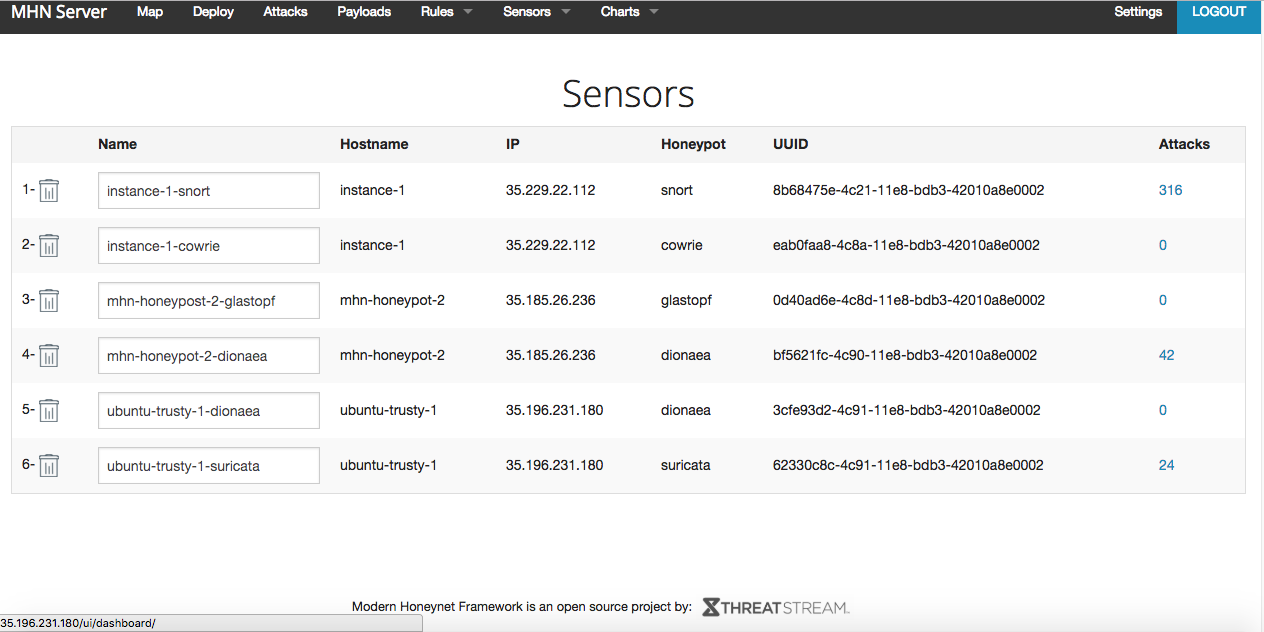 MHN Server Map Deploy Attacks Payloads Rules Sensors Charts Settings LOGOUT
Sensors
Name Hostname IP Honeypot UUID Attacks
1- instance-1-snort instance-1 35.229.22.112 snort 8b68475e-4c21-11e8-bdb3-42010a8e0002 316
2- instance-1-cowrie instance-1 35.229.22.112 cowrie eab0faa8-4c8a-11e8-bdb3-42010a8e0002 0
3- mhn-honeypost-2-glastopf mhn-honeypot-2 35.185.26.236 glastopf 0d40ad6e-4c8d-11e8-bdb3-42010a8e0002 0
4- mhn-honeypot-2-dionaea mhn-honeypot-2 35.185.26.236 dionaea bf5621fc-4c90-11e8-bdb3-42010a8e0002 42
5- ubuntu-trusty-1-dionaea ubuntu-trusty-1 35.196.231.180 dionaea 3cfe93d2-4c91-11e8-bdb3-42010a8e0002 0
6- ubuntu-trusty-1-suricata ubuntu-trusty-1 35.196.231.180 suricata 62330c8c-4c91-11e8-bdb3-42010a8e0002 24
Modern Honeynet Framework is an open source project by: THREATSTREAM
35.196.231.180/ui/dashboard/